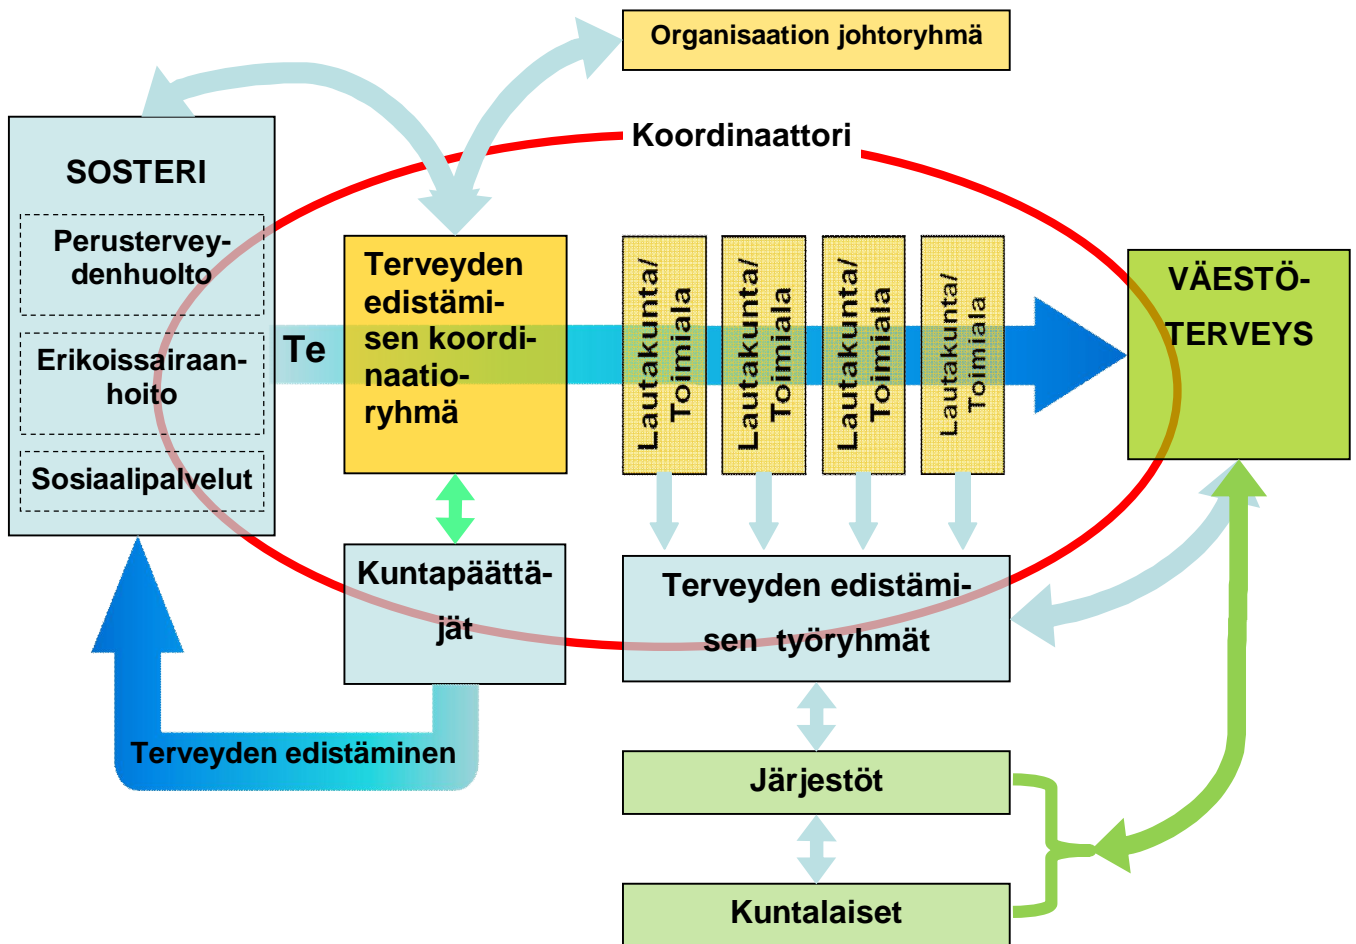 Organisaation johtoryhmä
Koordinaattori
SOSTERI
Perustervey-
denhuolto
Erikoissairaan-
hoito
Sosiaalipalvelut
Te
Terveyden
edistämi-
sen koordi-
naatio-
ryhmä
Lautakunta/
Toimiala
Lautakunta/
Toimiala
Lautakunta/
Toimiala
Lautakunta/
Toimiala
VÄESTÖ-
TERVEYS
Kuntapäättä-
jät
Terveyden edistämi-
sen työryhmät
Terveyden edistäminen
Järjestöt
Kuntalaiset